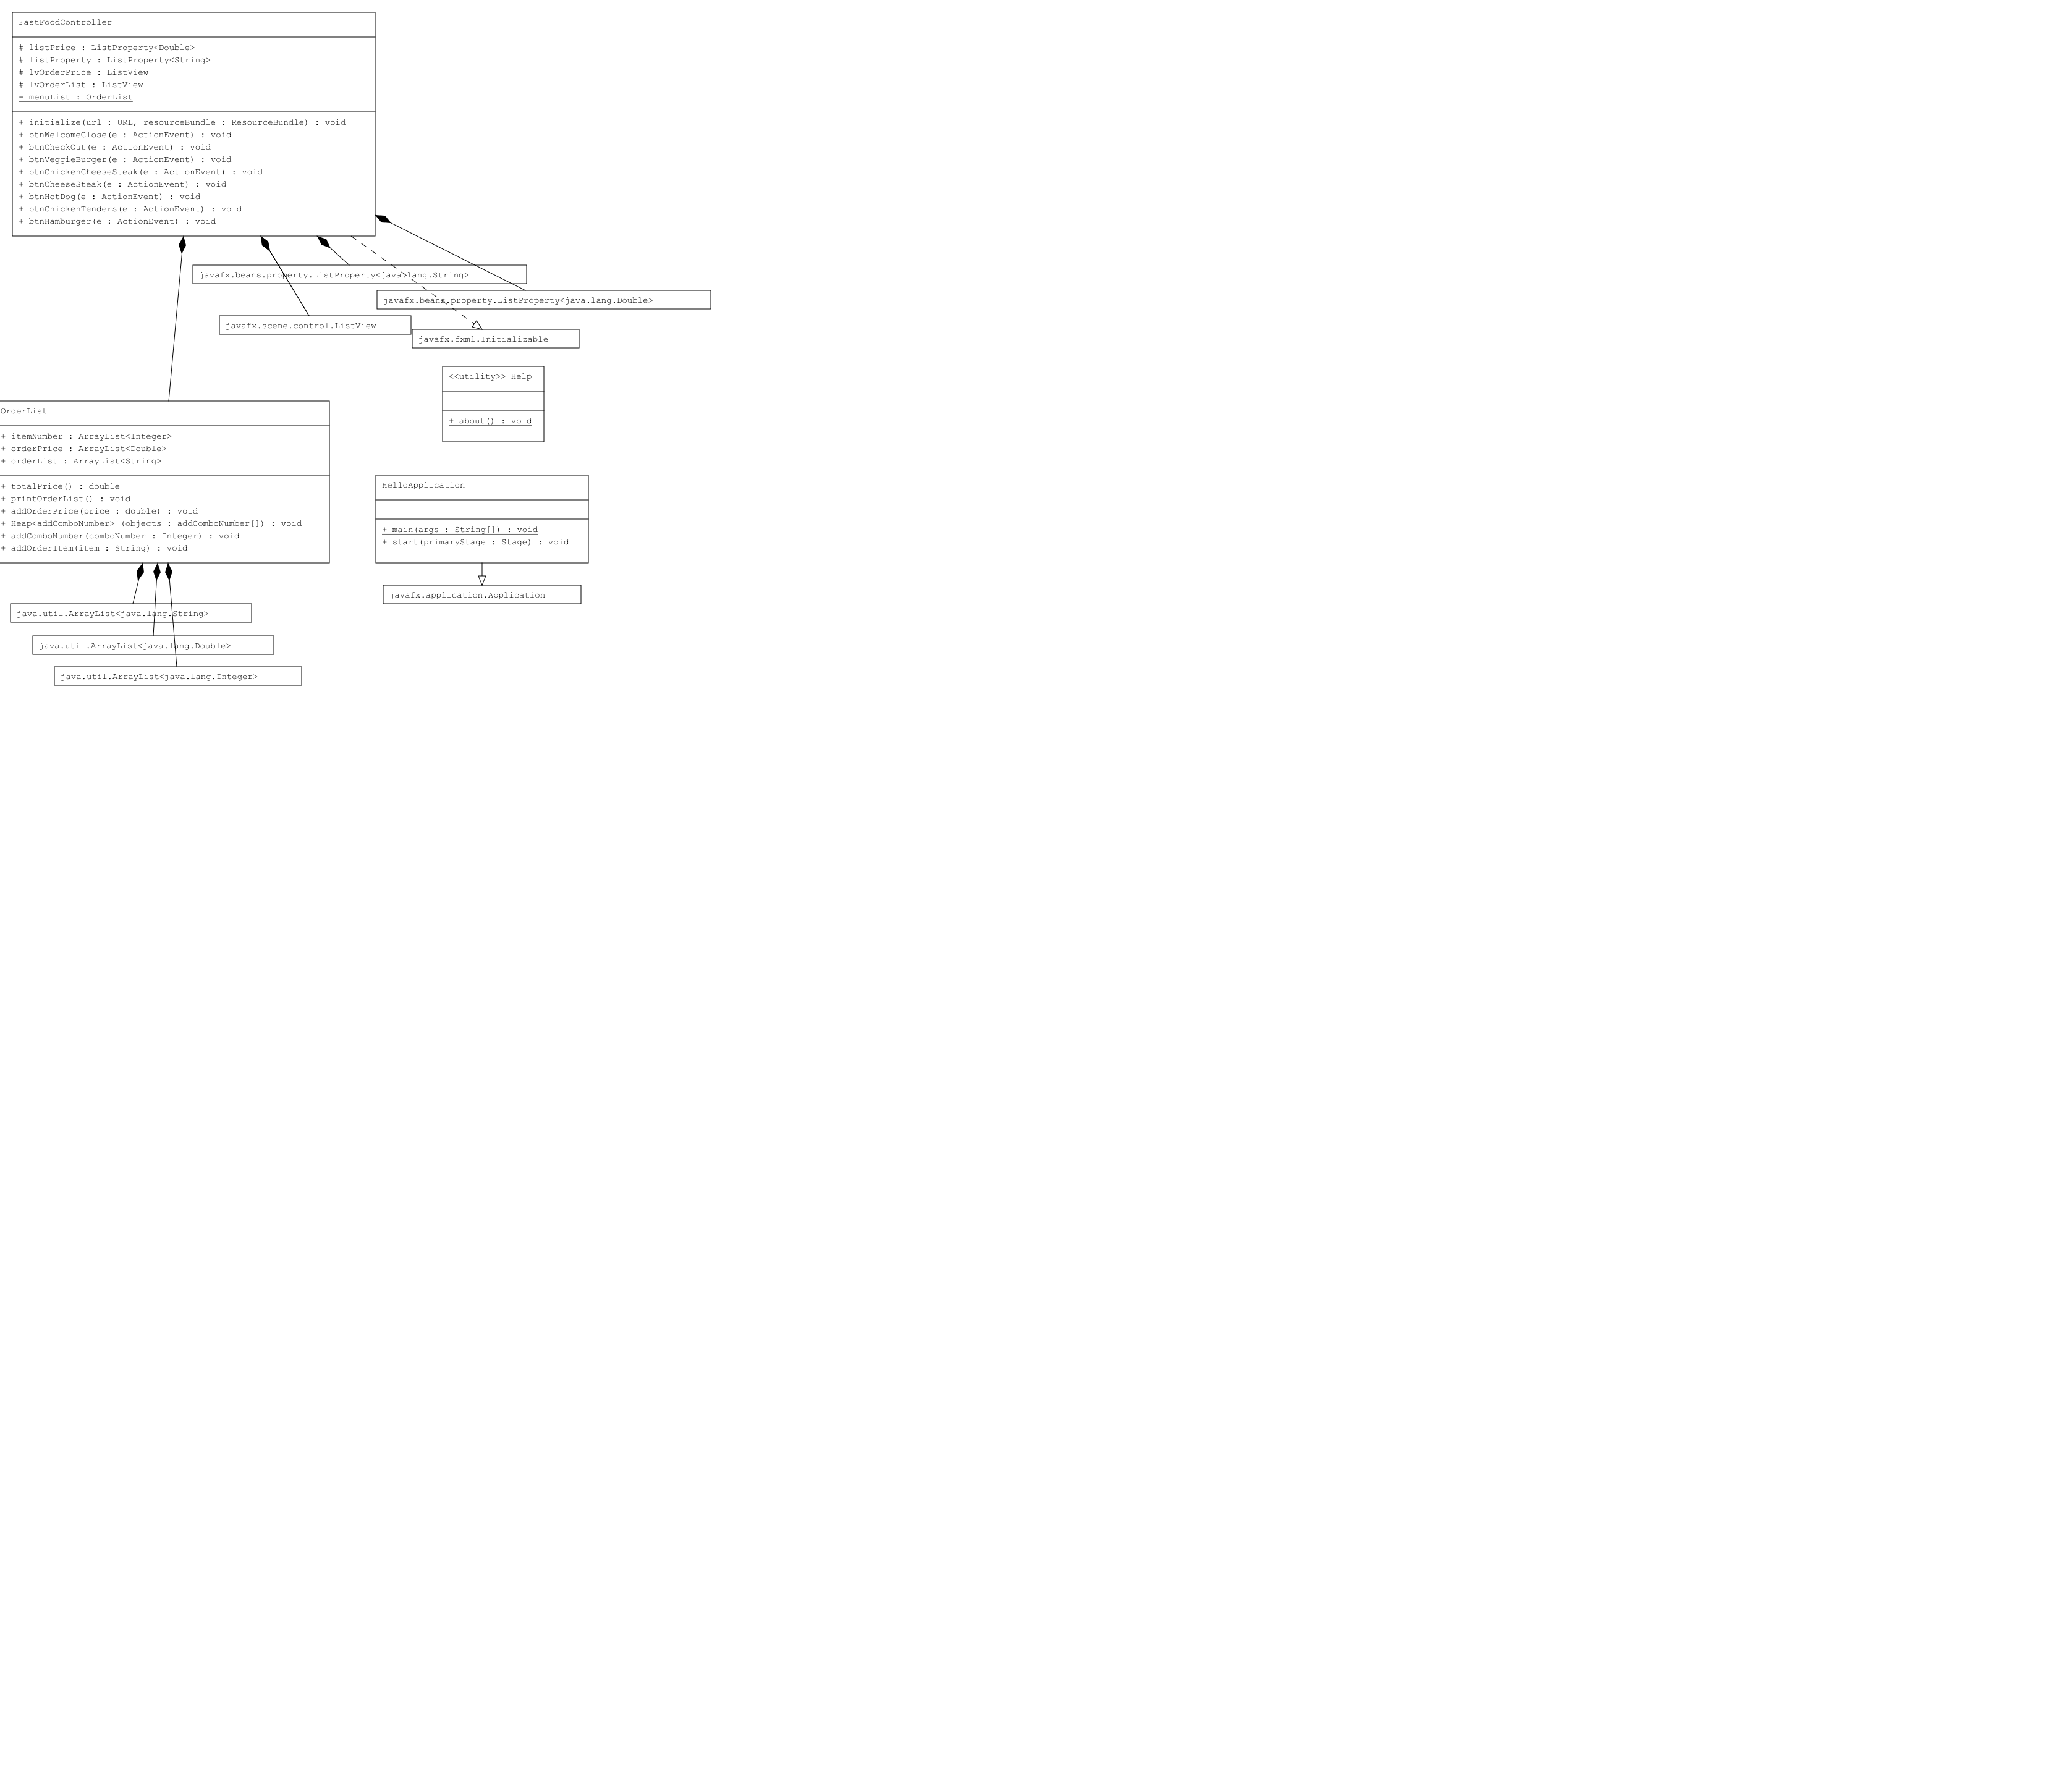 FastFoodController
# listPrice : ListProperty<Double>
# listProperty : ListProperty<String>
# lvOrderPrice : ListView
# lvOrderList : ListView
- menuList : OrderList
+ initialize(url : URL, resourceBundle : ResourceBundle) : void
+ btnWelcomeClose(e : ActionEvent) : void
+ btnCheckOut(e : ActionEvent) : void
+ btnVeggieBurger(e : ActionEvent) : void
+ btnChickenCheeseSteak(e : ActionEvent) : void
+ btnCheeseSteak(e : ActionEvent) : void
+ btnHotDog(e : ActionEvent) : void
+ btnChickenTenders(e : ActionEvent) : void
+ btnHamburger(e : ActionEvent) : void
javafx.beans.property.ListProperty<java.lang.String>
javafx.beans.property.ListProperty<java.lang.Double>
javafx.scene.control.ListView
javafx.fxml.Initializable
<<utility>> Help
+ about() : void
OrderList
+ itemNumber : ArrayList<Integer>
+ orderPrice : ArrayList<Double>
+ orderList : ArrayList<String>
+ totalPrice() : double
+ printOrderList() : void
+ addOrderPrice(price : double) : void
+ Heap<addComboNumber> (objects : addComboNumber[]) : void
+ addComboNumber(comboNumber : Integer) : void
+ addOrderItem(item : String) : void
HelloApplication
+ main(args : String[]) : void
+ start(primaryStage : Stage) : void
javafx.application.Application
java.util.ArrayList<java.lang.String>
java.util.ArrayList<java.lang.Double>
java.util.ArrayList<java.lang.Integer>